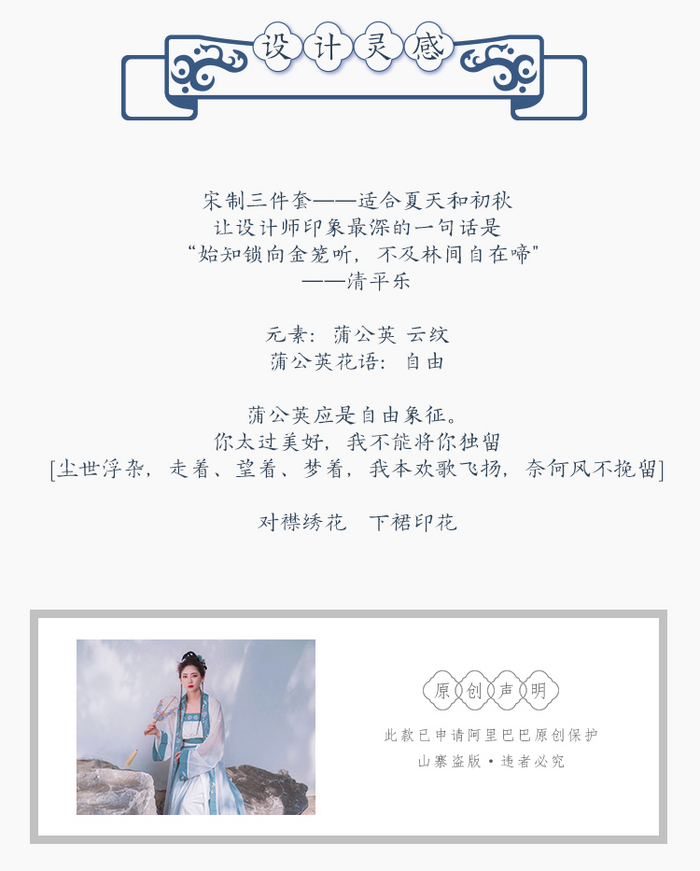 设计灵感
宋制三件套——适合夏天和初秋
让设计师印象最深的一句话是
“始知锁向金笼听，不及林间自在啼"
——清平乐
元素：蒲公英 云纹
蒲公英花语：自由
蒲公英应是自由象征。
你太过美好，我不能将你独留
[尘世浮杂，走着、望着、梦着，我本欢歌飞扬，奈何风不挽留]
对襟绣花 下裙印花
原创声明
此款已申请阿里巴巴原创保护
山寨盗版•违者必究